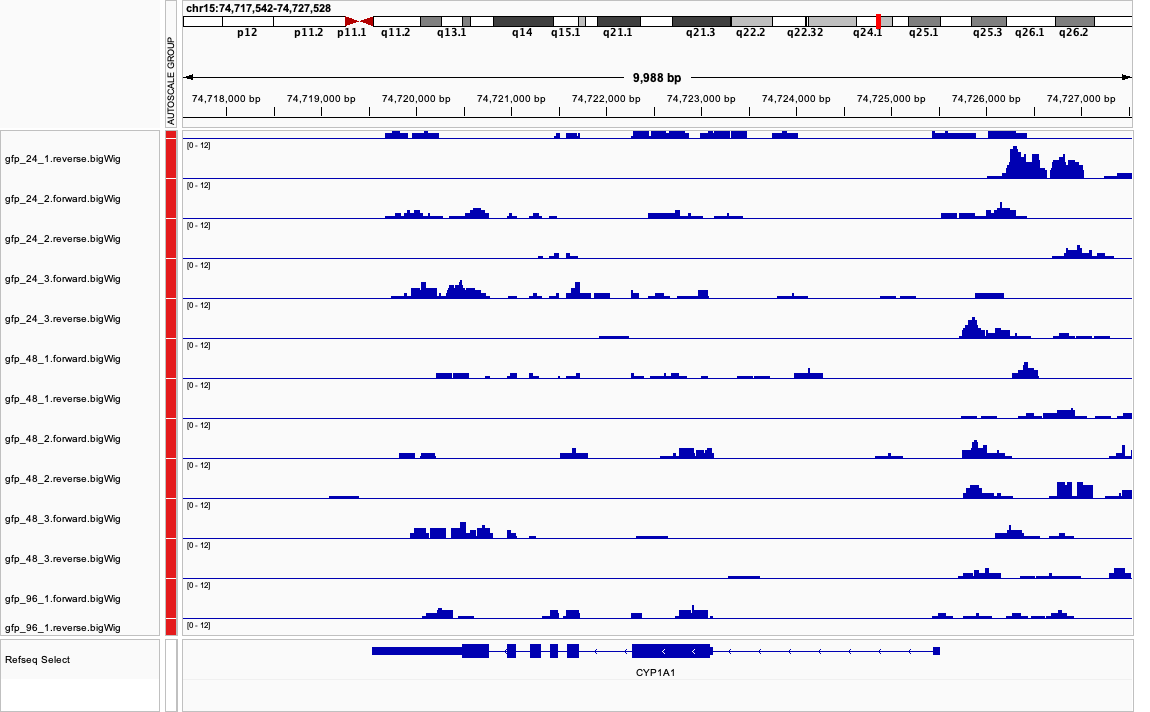 chr15:74,717,542-74,727,528
p12 p11.2 p11.1 q11.2 q13.1 q14 q15.1 q21.1 q21.3 q22.2 q22.32 q24.1 q25.1 q25.3 q26.1 q26.2
AUTOSCALE GROUP
9,988 bp
74,718,000 bp 74,719,000 bp 74,720,000 bp 74,721,000 bp 74,722,000 bp 74,723,000 bp 74,724,000 bp 74,725,000 bp 74,726,000 bp 74,727,000 bp
[0 - 12]
gfp_24_1.reverse.bigWig
[0 - 12]
gfp_24_2.forward.bigWig
[0 - 12]
gfp_24_2.reverse.bigWig
[0 - 12]
gfp_24_3.forward.bigWig
[0 - 12]
gfp_24_3.reverse.bigWig
[0 - 12]
gfp_48_1.forward.bigWig
[0 - 12]
gfp_48_1.reverse.bigWig
[0 - 12]
gfp_48_2.forward.bigWig
[0 - 12]
gfp_48_2.reverse.bigWig
[0 - 12]
gfp_48_3.forward.bigWig
[0 - 12]
gfp_48_3.reverse.bigWig
[0 - 12]
gfp_96_1.forward.bigWig
[0 - 12]
gfp_96_1.reverse.bigWig
Refseq Select
CYP1A1